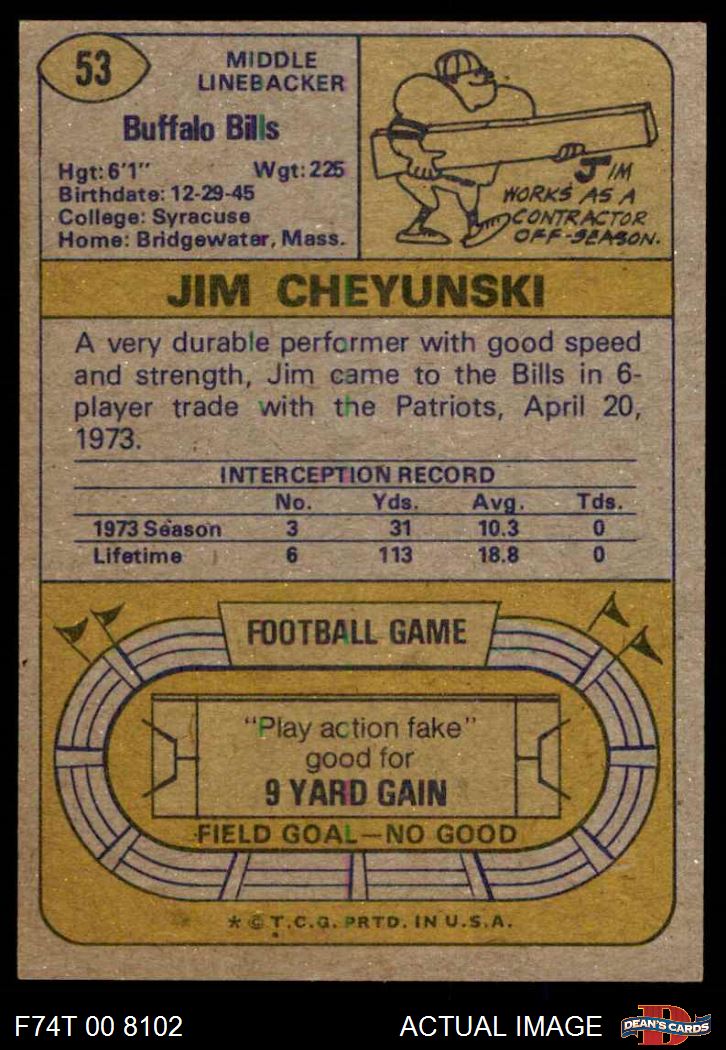 53
MIDDLE
LINEBACKER
Buffalo Bills
Hgt: 6'1" Wgt: 225
Birthdate: 12-29-45
College: Syracuse
Home: Bridgewater, Mass.
JIM
WORKS AS A
CONTRACTOR
OFF-SEASON.
JIM CHEYUNSKI
A very durable performer with good speed
and strength, Jim came to the Bills in 6-
player trade with the Patriots, April 20,
1973.
INTERCEPTION RECORD
No. Yds. Avg. Tds.
1973 Season 3 31 10.3 0
Lifetime 6 113 18.8 0
FOOTBALL GAME
"Play action fake"
good for
9 YARD GAIN
FIELD GOAL—NO GOOD
* © T.C.G. PRTD. IN U.S.A.
F74T 00 8102 ACTUAL IMAGE D DEAN'S CARDS